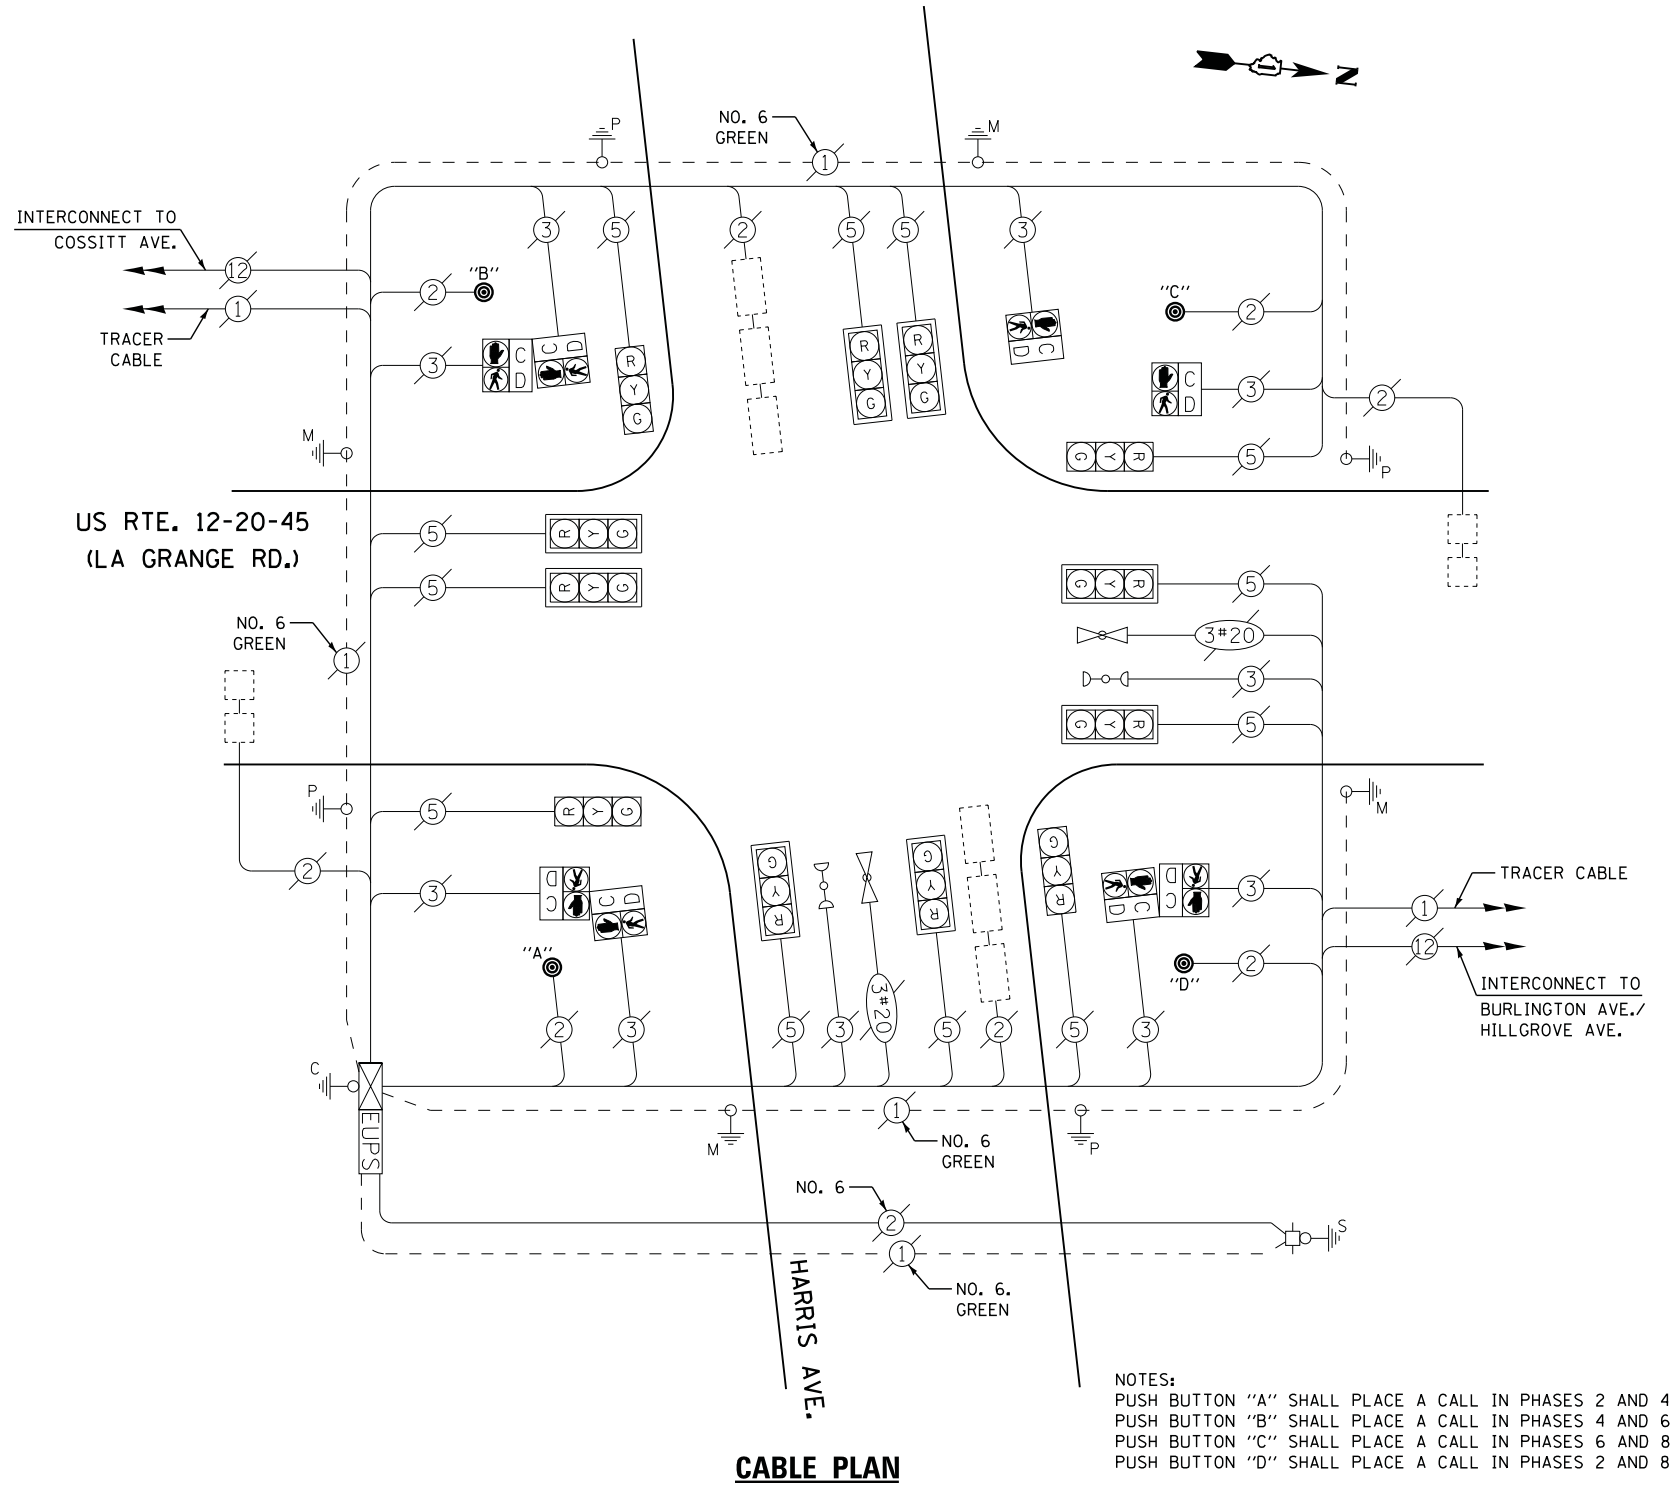 N
NO. 6
GREEN
1
P
M
INTERCONNECT TO
COSSITT AVE.
12
1
TRACER
CABLE
3
5
2
5
5
3
2
"B"
3
C
D
C
D
R
Y
G
R
Y
G
R
Y
G
C
D
"C"
2
3
C
D
5
G Y R
2
M
P
US RTE. 12-20-45
(LA GRANGE RD.)
5
R Y G
5
R Y G
G Y R
5
3#20
3
G Y R
5
NO. 6
GREEN
1
P
M
5
R Y G
2
3
D
C
C
D
"A"
2
3
G
Y
R
5
3
3#20
G
Y
R
5
2
G
Y
R
5
C
D
D
C
3
3
"D"
2
TRACER CABLE
1
12
INTERCONNECT TO
BURLINGTON AVE./
HILLGROVE AVE.
C
EUPS
M
1
NO. 6
GREEN
P
NO. 6
2
S
1
NO. 6.
GREEN
HARRIS AVE.
NOTES:
PUSH BUTTON "A" SHALL PLACE A CALL IN PHASES 2 AND 4
PUSH BUTTON "B" SHALL PLACE A CALL IN PHASES 4 AND 6
PUSH BUTTON "C" SHALL PLACE A CALL IN PHASES 6 AND 8
PUSH BUTTON "D" SHALL PLACE A CALL IN PHASES 2 AND 8
CABLE PLAN